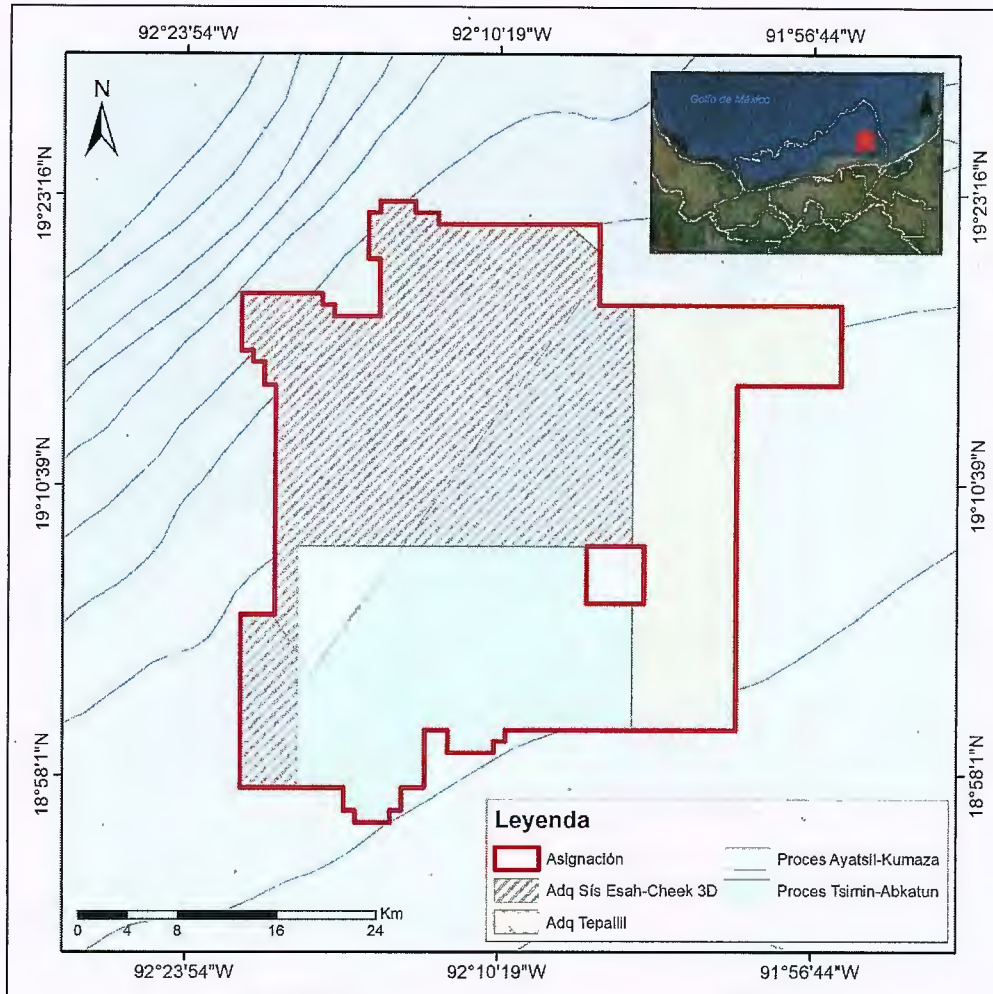 92°23'54"W 92°10'19"W 91°56'44"W
N
Golfo de México
19°23'16"N 19°23'16"N
19°10'39"N 19°10'39"N
18°58'1"N 18°58'1"N
Leyenda
Asignación
Adq Sís Esah-Cheek 3D
Adq Tepallil
Proces Ayatsil-Kumaza
Proces Tsimin-Abkatun
Km
0 4 8 16 24
92°23'54"W 92°10'19"W 91°56'44"W